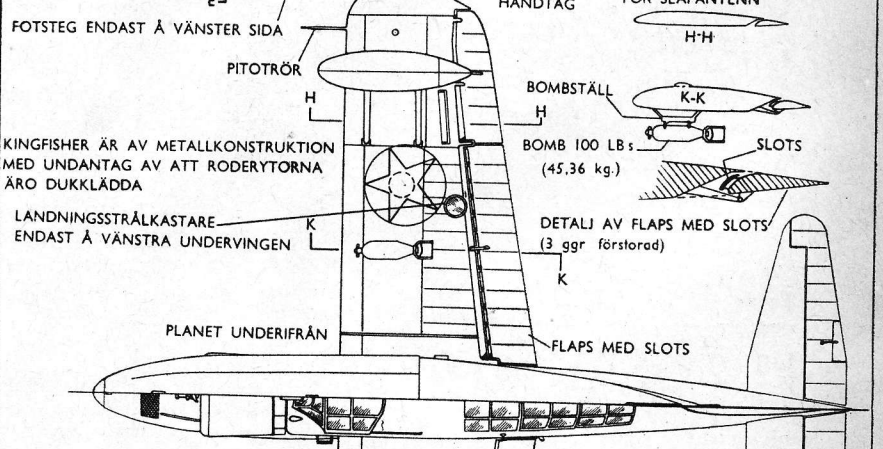 HANDTAG
FÖR SLÄPANTENN
FOTSTEG ENDAST Å VÄNSTER SIDA
H-H
PITOTRÖR
BOMBSTÄLL
K-K
H
H
BOMB 100 LBs
(45,36 kg.)
SLOTS
KINGFISHER ÄR AV METALLKONSTRUKTION
MED UNDANTAG AV ATT RODERYTORNA
ÄRO DUKKLÄDDA
LANDNINGSSTRÅLKASTARE
ENDAST Å VÄNSTRA UNDERVINGEN
K
DETALJ AV FLAPS MED SLOTS
(3 ggr förstorad)
K
PLANET UNDERIFRÅN
FLAPS MED SLOTS